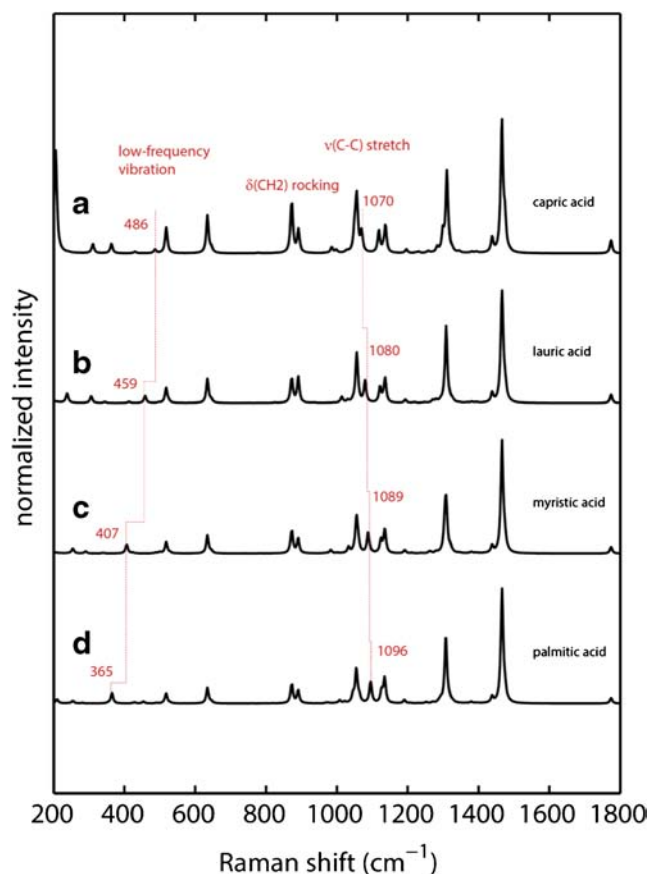 low-frequency
vibration
ν(C-C) stretch
δ(CH2) rocking
a
486
1070
capric acid
b
459
1080
lauric acid
c
407
1089
myristic acid
d
365
1096
palmitic acid
normalized intensity
200 400 600 800 1000 1200 1400 1600 1800
Raman shift (cm⁻¹)